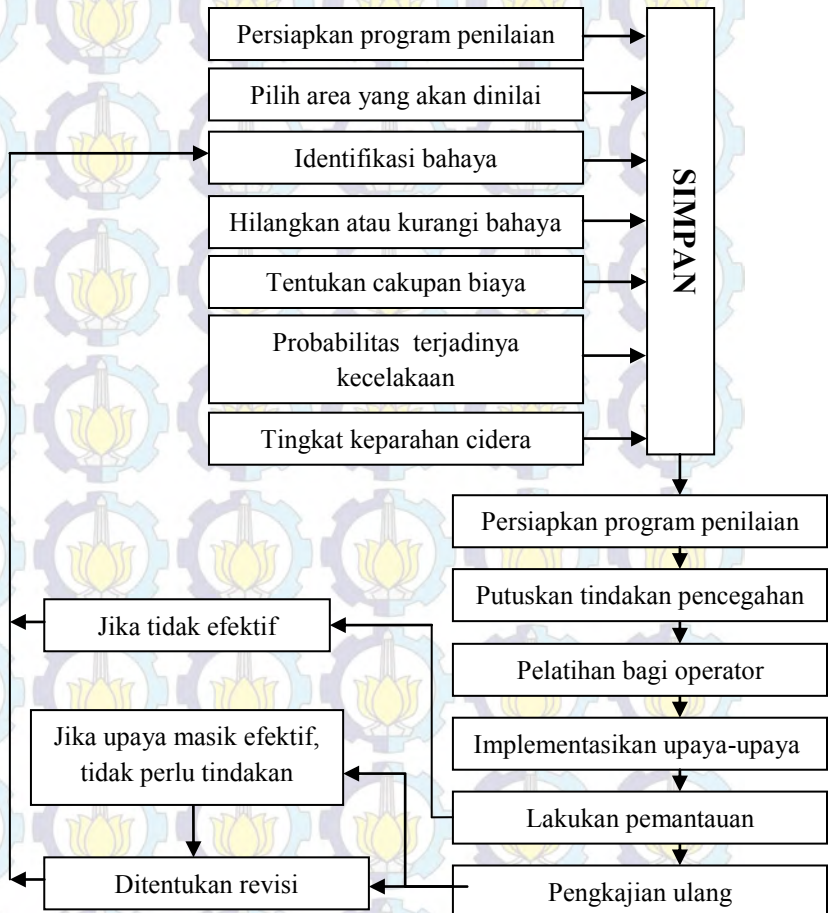 Persiapkan program penilaian
Pilih area yang akan dinilai
Identifikasi bahaya
Hilangkan atau kurangi bahaya
Tentukan cakupan biaya
Probabilitas terjadinya
kecelakaan
Tingkat keparahan cidera
SIMPAN
Persiapkan program penilaian
Putuskan tindakan pencegahan
Jika tidak efektif
Pelatihan bagi operator
Jika upaya masik efektif,
tidak perlu tindakan
Implementasikan upaya-upaya
Lakukan pemantauan
Ditentukan revisi
Pengkajian ulang